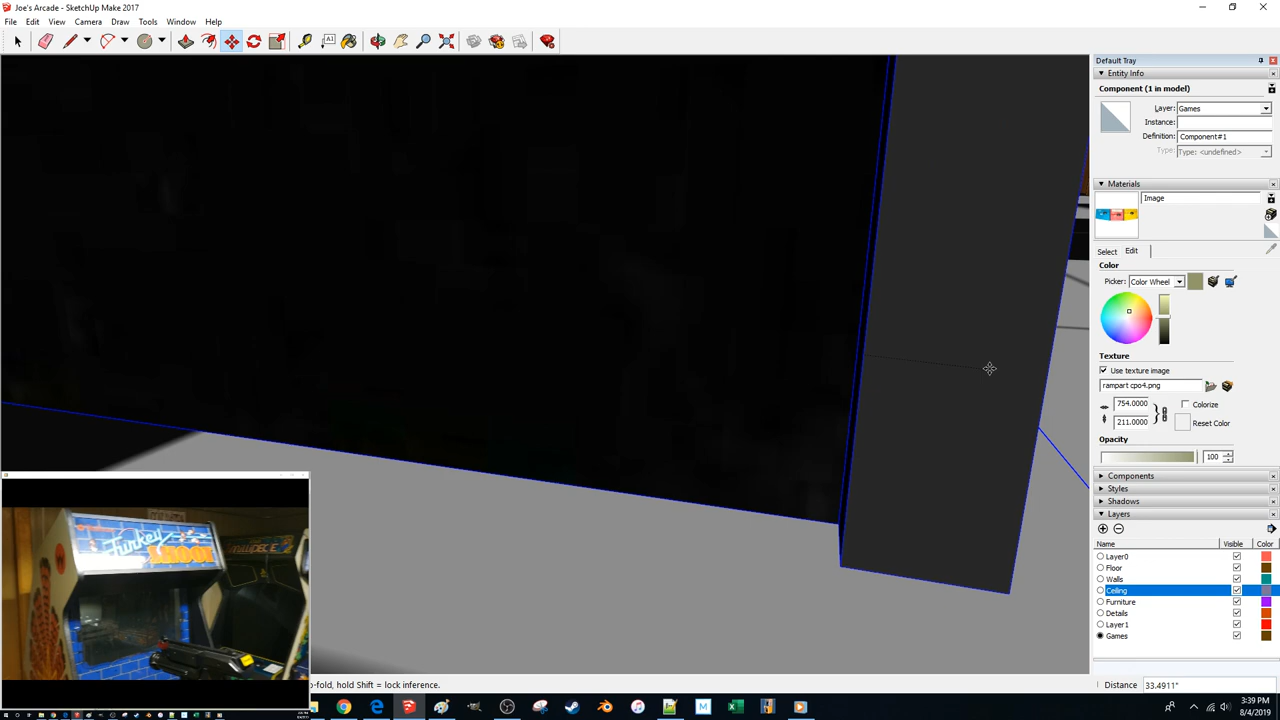 Joe's Arcade - SketchUp Make 2017
File Edit View Camera Draw Tools Window Help
Default Tray
Entity Info
Component (1 in model)
Layer: Games
Instance:
Definition: Component#1
Type: Type: <undefined>
Materials
Image
Select Edit
Color
Picker: Color Wheel
Texture
Use texture image
rampart cpo4.png
754.0000 Colorize
211.0000 Reset Color
Opacity
100
Components
Styles
Shadows
Layers
Name Visible Color
Layer0
Floor
Walls
Ceiling
Furniture
Details
Layer1
Games
Funkey
SHOOT
o-fold, hold Shift = lock inference.
Distance 33.4911"
3:39 PM
8/4/2019